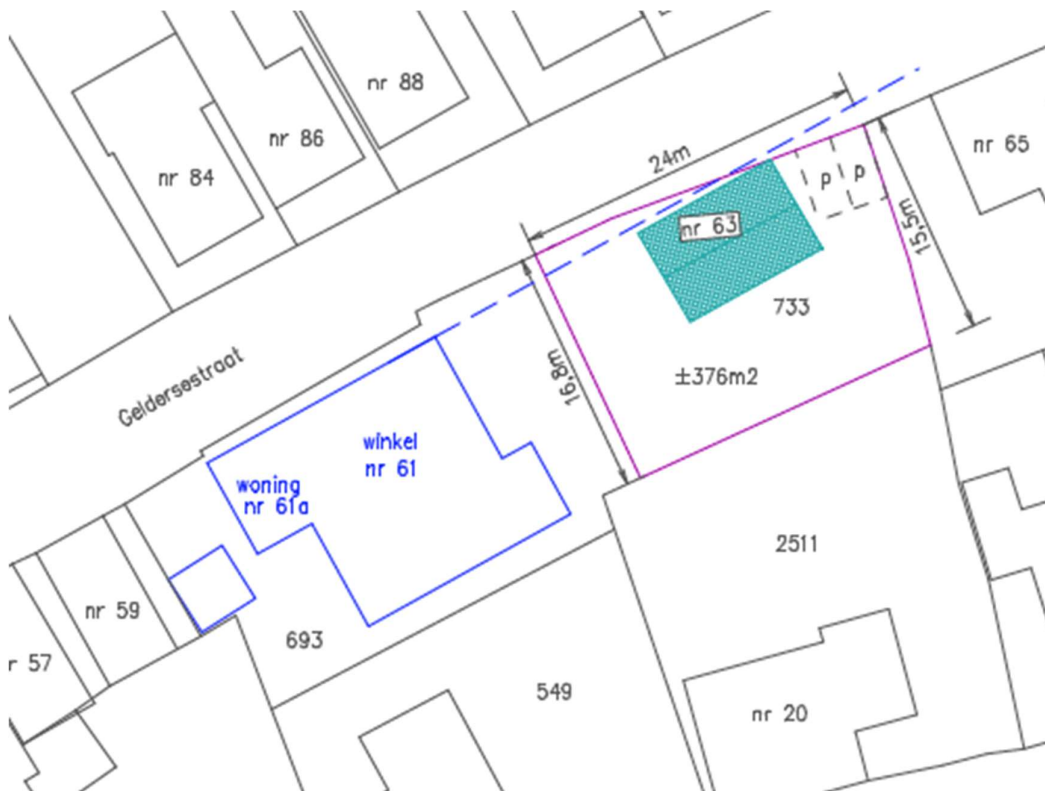 nr 88
nr 86
nr 84
24m
nr 65
p
p
nr 63
15,5m
733
Geldersestraat
16,8m
±376m2
winkel
nr 61
woning
nr 61a
2511
nr 59
693
r 57
549
nr 20